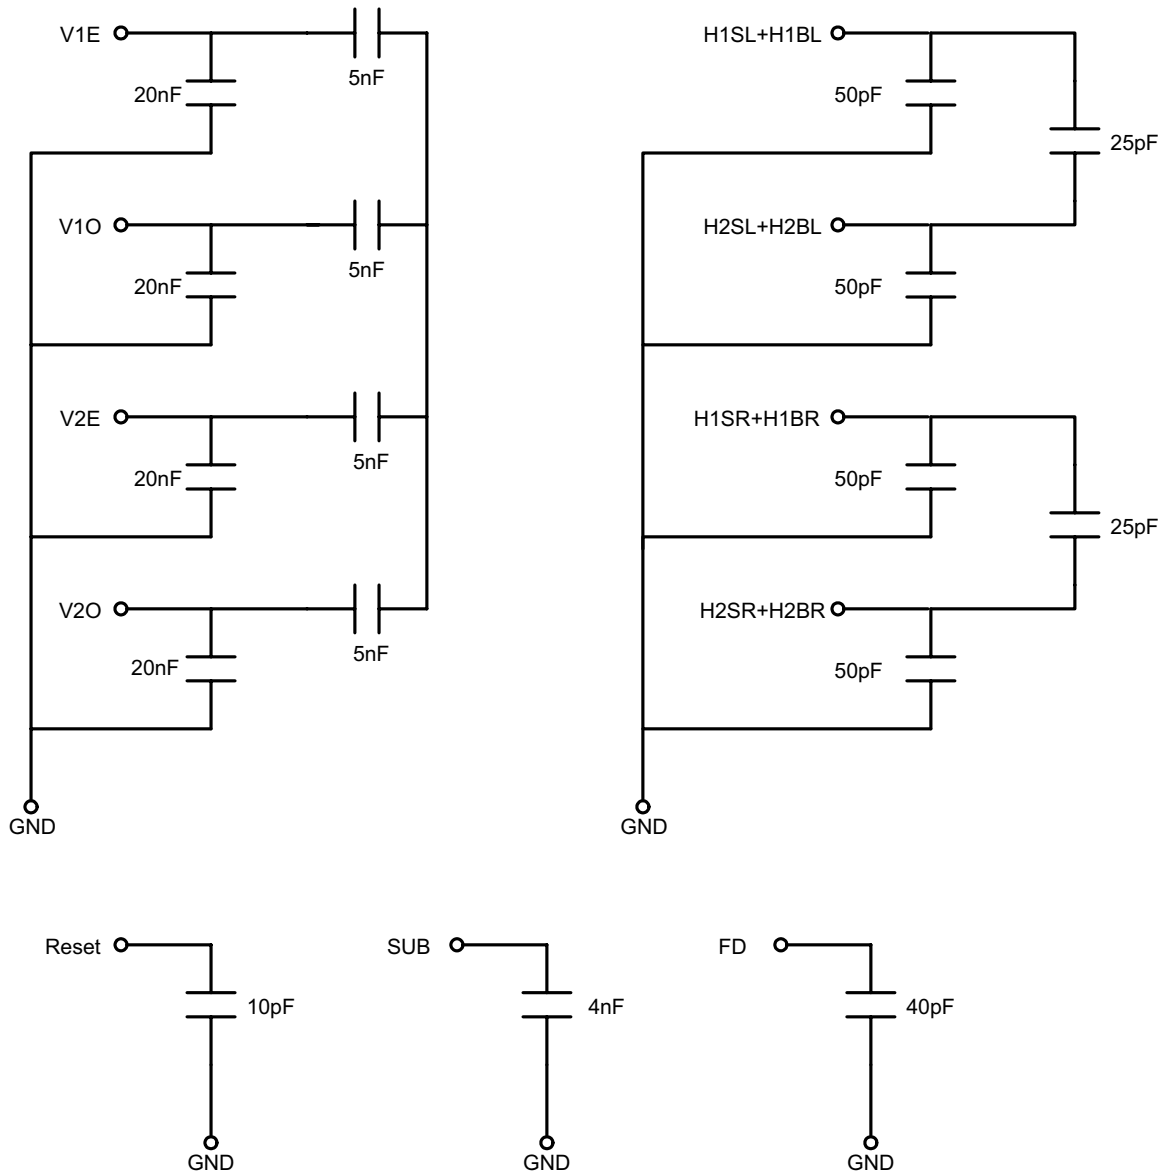 V1E
5nF
20nF
V1O
5nF
20nF
V2E
5nF
20nF
V2O
5nF
20nF
GND
H1SL+H1BL
50pF
25pF
H2SL+H2BL
50pF
H1SR+H1BR
50pF
25pF
H2SR+H2BR
50pF
GND
Reset
10pF
GND
SUB
4nF
GND
FD
40pF
GND